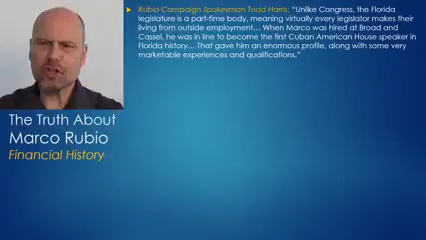 Rubio Campaign Spokesman Todd Harris: “Unlike Congress, the Florida
legislature is a part-time body, meaning virtually every legislator makes their
living from outside employment… When Marco was hired at Broad and
Cassel, he was in line to become the first Cuban American House speaker in
Florida history… That gave him an enormous profile, along with some very
marketable experiences and qualifications.”
The Truth About
Marco Rubio
Financial History